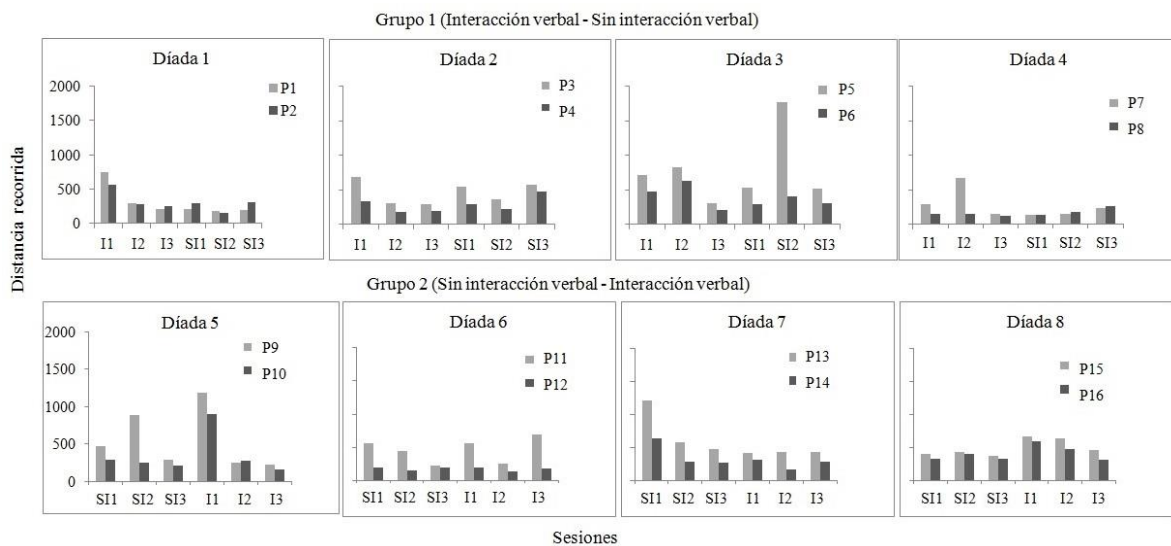 Grupo 1 (Interacción verbal - Sin interacción verbal)
Díada 1
P1
P2
2000
1500
1000
500
0
I1 I2 I3 SI1 SI2 SI3
Díada 2
P3
P4
I1 I2 I3 SI1 SI2 SI3
Díada 3
P5
P6
I1 I2 I3 SI1 SI2 SI3
Díada 4
P7
P8
I1 I2 I3 SI1 SI2 SI3
Distancia recorrida
Grupo 2 (Sin interacción verbal - Interacción verbal)
Díada 5
P9
P10
2000
1500
1000
500
0
SI1 SI2 SI3 I1 I2 I3
Díada 6
P11
P12
SI1 SI2 SI3 I1 I2 I3
Díada 7
P13
P14
SI1 SI2 SI3 I1 I2 I3
Díada 8
P15
P16
SI1 SI2 SI3 I1 I2 I3
Sesiones